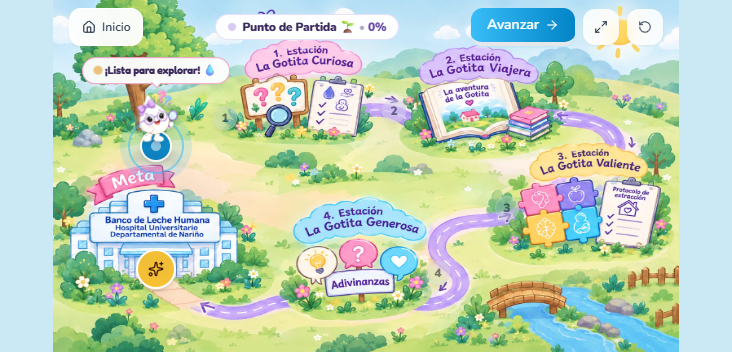 Inicio
Punto de Partida 🌱 • 0%
Avanzar →
¡Lista para explorar! 💧
1. Estación
La Gotita Curiosa
? ? ?
1
2
2. Estación
La Gotita Viajera
La aventura
de la Gotita
3. Estación
La Gotita Valiente
Protocolo de
extracción
3
Meta
Banco de Leche Humana
Hospital Universitario
Departamental de Nariño
4. Estación
La Gotita Generosa
?
Adivinanzas
4